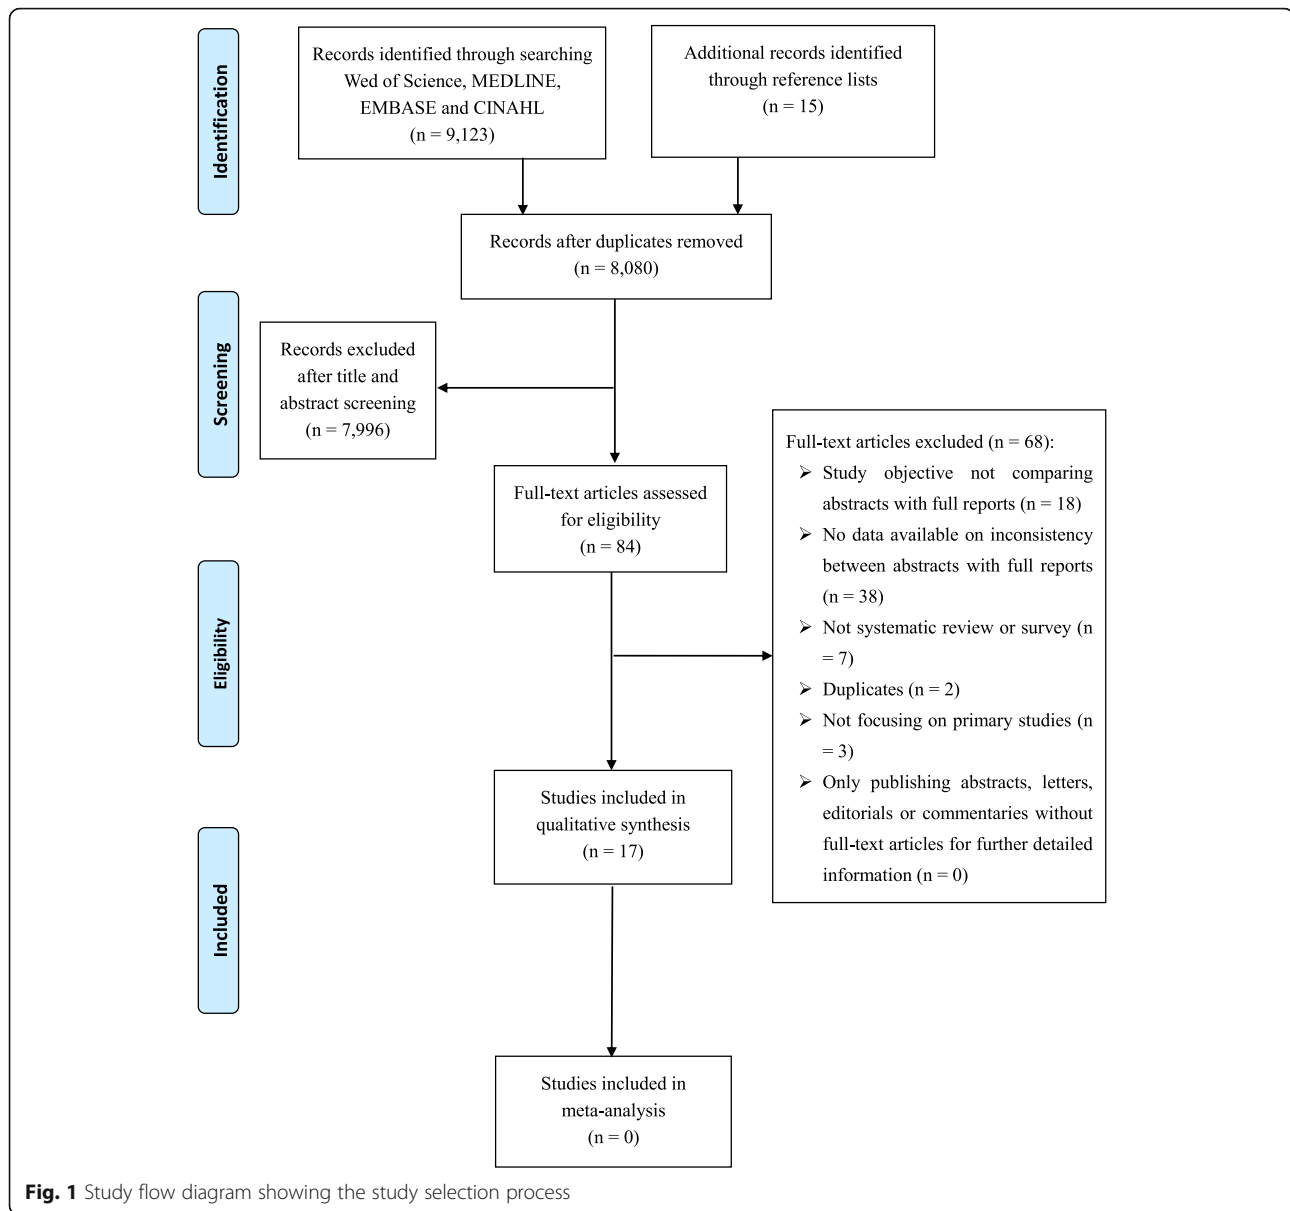 Identification
Records identified through searching
Wed of Science, MEDLINE,
EMBASE and CINAHL
(n = 9,123)
Additional records identified
through reference lists
(n = 15)
Records after duplicates removed
(n = 8,080)
Screening
Records excluded
after title and
abstract screening
(n = 7,996)
Full-text articles assessed
for eligibility
(n = 84)
Full-text articles excluded (n = 68):
➢ Study objective not comparing
abstracts with full reports (n = 18)
➢ No data available on inconsistency
between abstracts with full reports
(n = 38)
➢ Not systematic review or survey (n
= 7)
➢ Duplicates (n = 2)
➢ Not focusing on primary studies (n
= 3)
➢ Only publishing abstracts, letters,
editorials or commentaries without
full-text articles for further detailed
information (n = 0)
Eligibility
Studies included in
qualitative synthesis
(n = 17)
Included
Studies included in
meta-analysis
(n = 0)
Fig. 1 Study flow diagram showing the study selection process